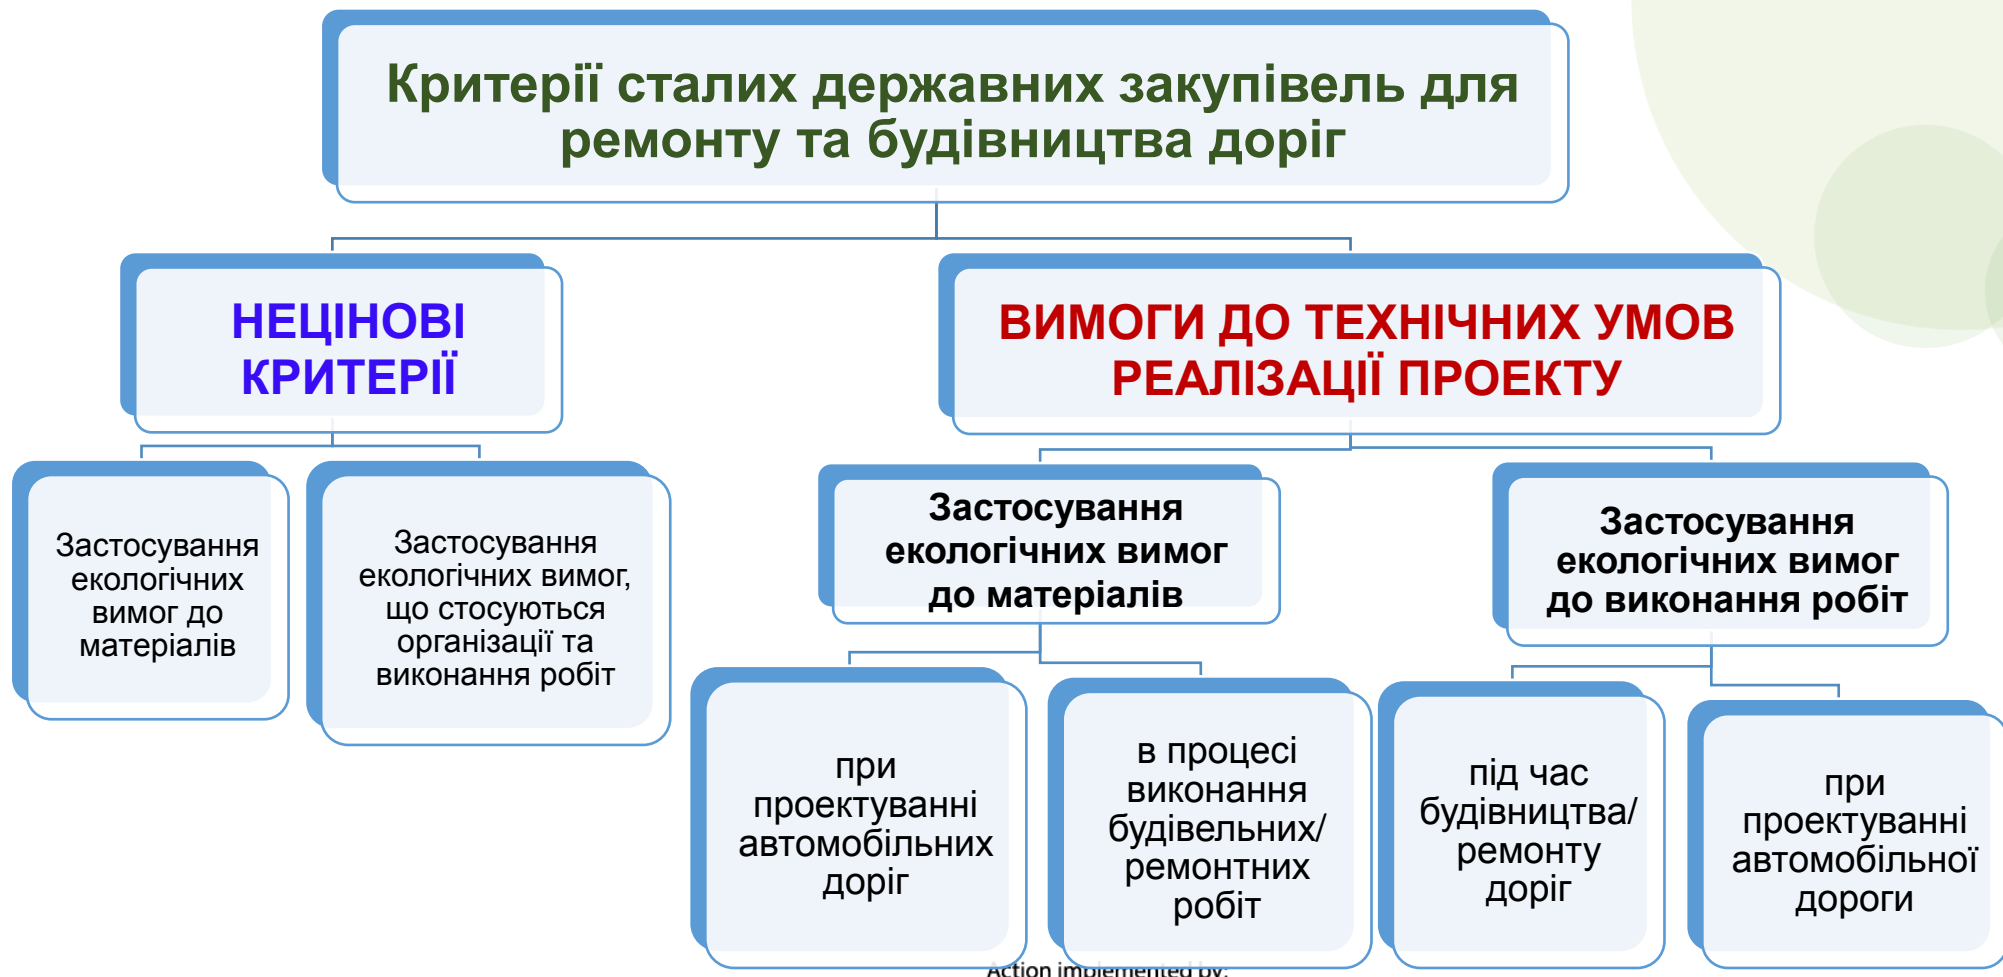 Критерії сталих державних закупівель для
ремонту та будівництва доріг
НЕЦІНОВІ
КРИТЕРІЇ
ВИМОГИ ДО ТЕХНІЧНИХ УМОВ
РЕАЛІЗАЦІЇ ПРОЕКТУ
Застосування
екологічних
вимог до
матеріалів
Застосування
екологічних вимог,
що стосуються
організації та
виконання робіт
Застосування
екологічних вимог
до матеріалів
Застосування
екологічних вимог
до виконання робіт
при
проектуванні
автомобільних
доріг
в процесі
виконання
будівельних/
ремонтних
робіт
під час
будівництва/
ремонту
доріг
при
проектуванні
автомобільної
дороги
Action implemented by: